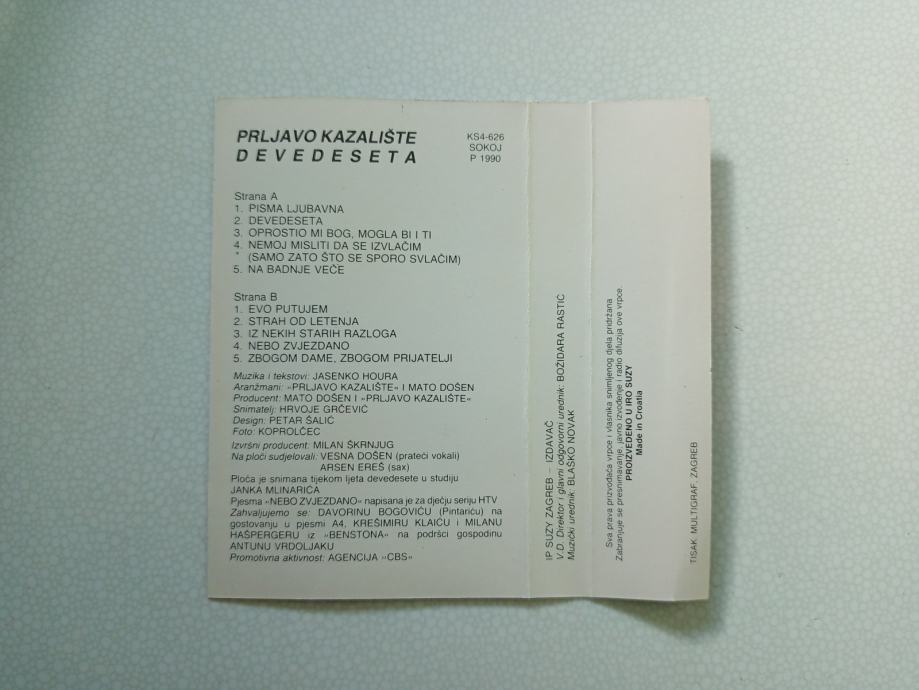 PRLJAVO KAZALIŠTE
DEVEDESETA
KS4-626
SOKOJ
P 1990
Strana A
1. PISMA LJUBAVNA
2. DEVEDESETA
3. OPROSTIO MI BOG, MOGLA BI I TI
4. NEMOJ MISLITI DA SE IZVLAČIM
* (SAMO ZATO ŠTO SE SPORO SVLAČIM)
5. NA BADNJE VEČE
Strana B
1. EVO PUTUJEM
2. STRAH OD LETENJA
3. IZ NEKIH STARIH RAZLOGA
4. NEBO ZVJEZDANO
5. ZBOGOM DAME, ZBOGOM PRIJATELJI
Muzika i tekstovi: JASENKO HOURA
Aranžmani: »PRLJAVO KAZALIŠTE« I MATO DOŠEN
Producent: MATO DOŠEN I »PRLJAVO KAZALIŠTE«
Snimatelj: HRVOJE GRČEVIĆ
Design: PETAR ŠALIĆ
Foto: KOPROLČEC
Izvršni producent: MILAN ŠKRNJUG
Na ploči sudjelovali: VESNA DOŠEN (prateći vokali)
ARSEN EREŠ (sax)
Ploča je snimana tijekom ljeta devedesete u studiju
JANKA MLINARIĆA
Pjesma »NEBO ZVJEZDANO« napisana je za dječju seriju HTV
Zahvaljujemo se: DAVORINU BOGOVIĆU (Pintariću) na
gostovanju u pjesmi A4, KREŠIMIRU KLAIĆU i MILANU
HAŠPERGERU iz »BENSTONA« na podršci gospodinu
ANTUNU VRDOLJAKU
Promotivna aktivnost: AGENCIJA »CBS«
IP SUZY ZAGREB – IZDAVAČ
V.D. Direktor i glavni odgovorni urednik: BOŽIDARA RASTIĆ
Muzički urednik: BLAŠKO NOVAK
Sva prava prizvođača vrpce i vlasnika snimljenog djela pridržana
Zabranjuje se presnimavanje, javno izvođenje i radio difuzija ove vrpce.
PROIZVEDENO U IRO SUZY
Made in Croatia
TISAK. MULTIGRAF. ZAGREB